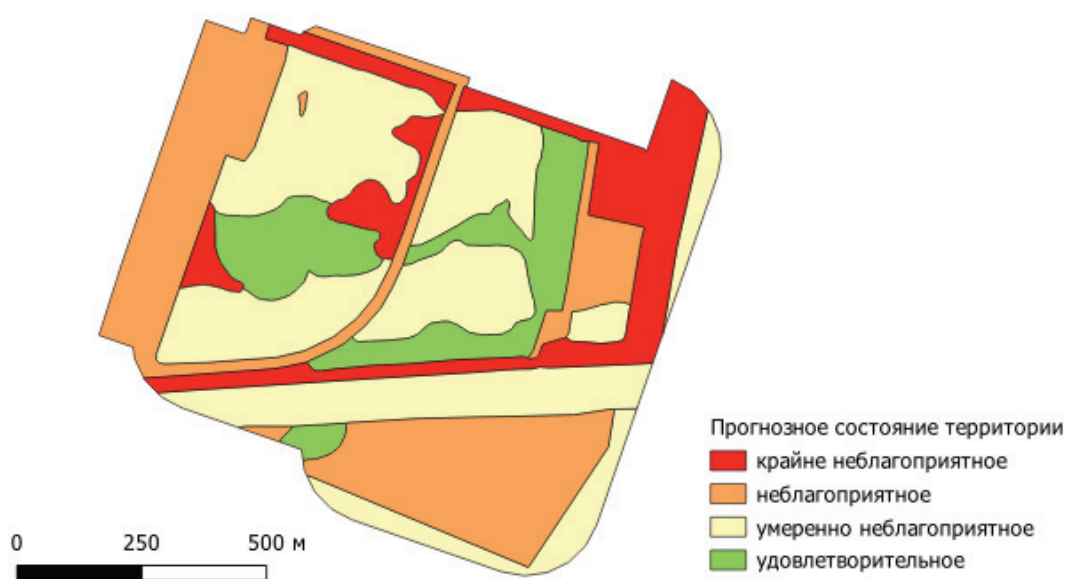 Прогнозное состояние территории
крайне неблагоприятное
неблагоприятное
умеренно неблагоприятное
удовлетворительное
0 250 500 м